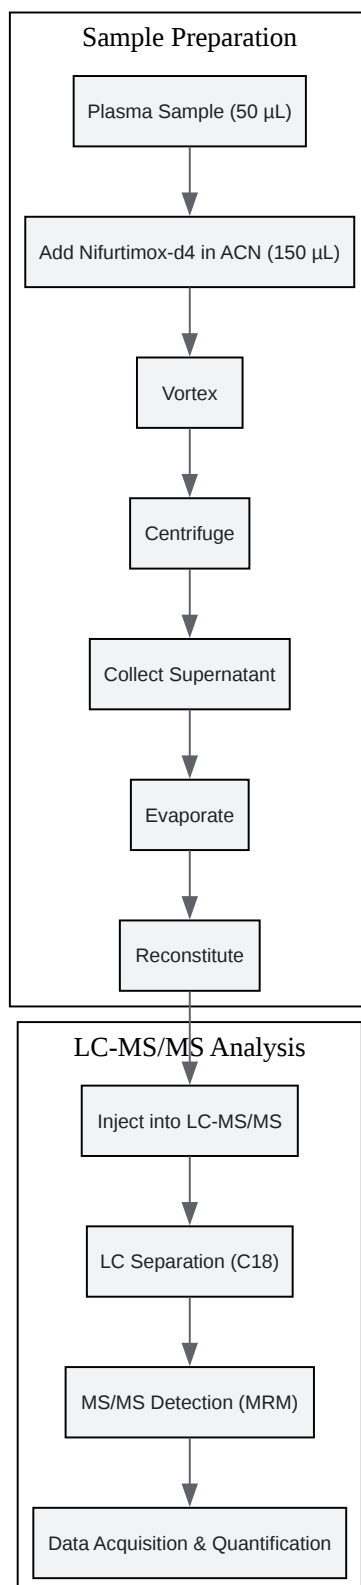 Sample Preparation
Plasma Sample (50 µL)
Add Nifurtimox-d4 in ACN (150 µL)
Vortex
Centrifuge
Collect Supernatant
Evaporate
Reconstitute
LC-MS/MS Analysis
Inject into LC-MS/MS
LC Separation (C18)
MS/MS Detection (MRM)
Data Acquisition & Quantification